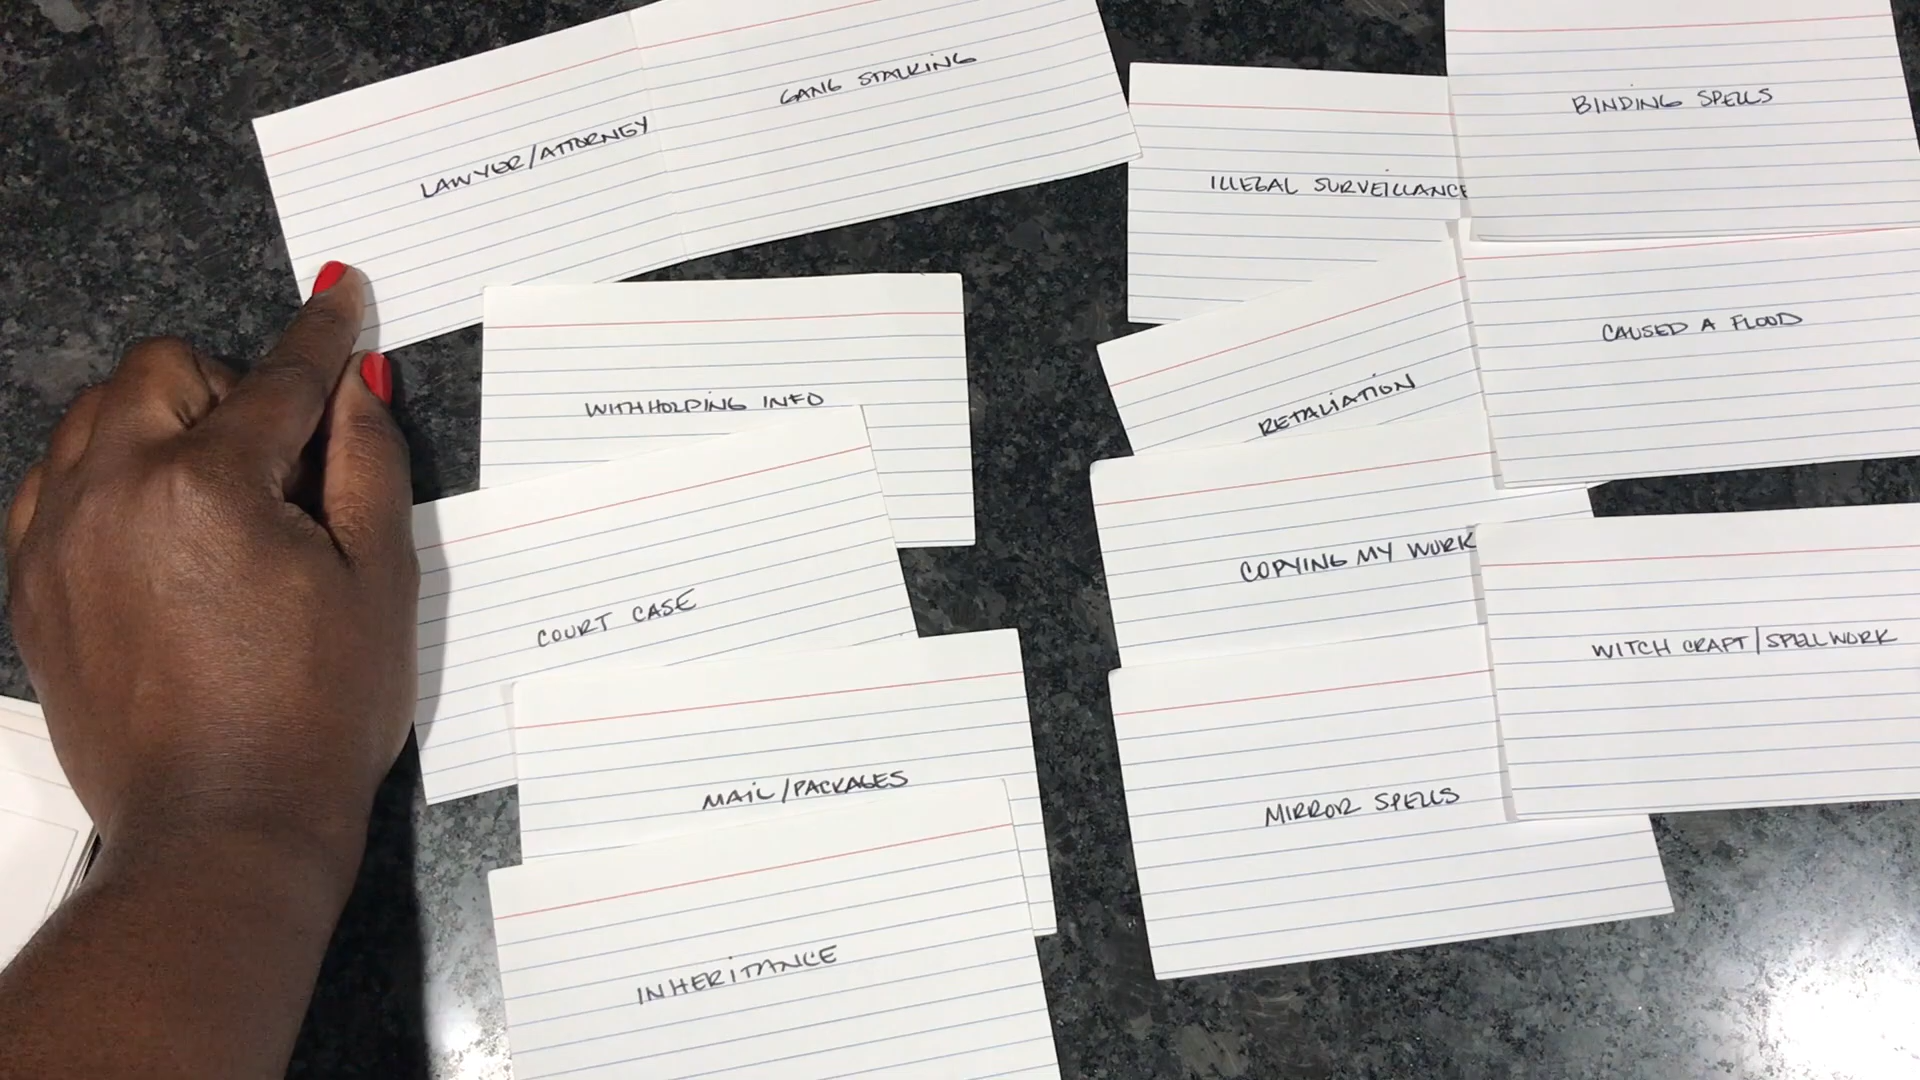 LAWYER/ATTORNEY
GANG STALKING
WITHHOLDING INFO
COURT CASE
MAIL/PACKAGES
INHERITANCE
ILLEGAL SURVEILLANCE
BINDING SPELLS
RETALIATION
CAUSED A FLOOD
COPYING MY WORK
WITCH CRAFT/SPELLWORK
MIRROR SPELLS